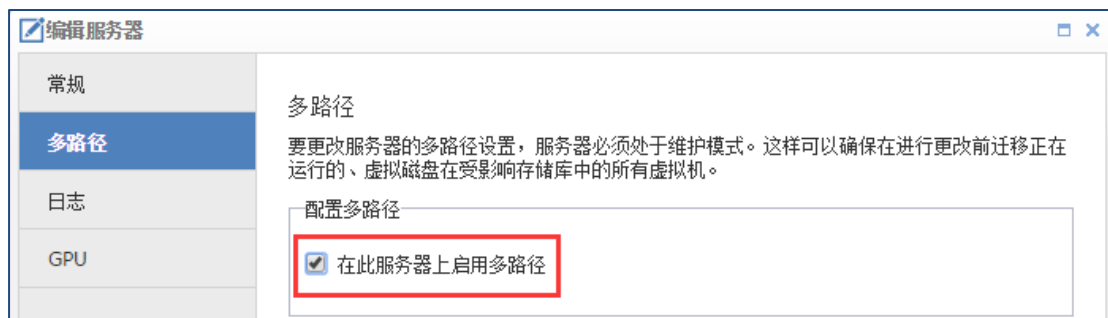 编辑服务器
常规
多路径
日志
GPU
多路径
要更改服务器的多路径设置，服务器必须处于维护模式。这样可以确保在进行更改前迁移正在
运行的、虚拟磁盘在受影响存储库中的所有虚拟机。
配置多路径
在此服务器上启用多路径